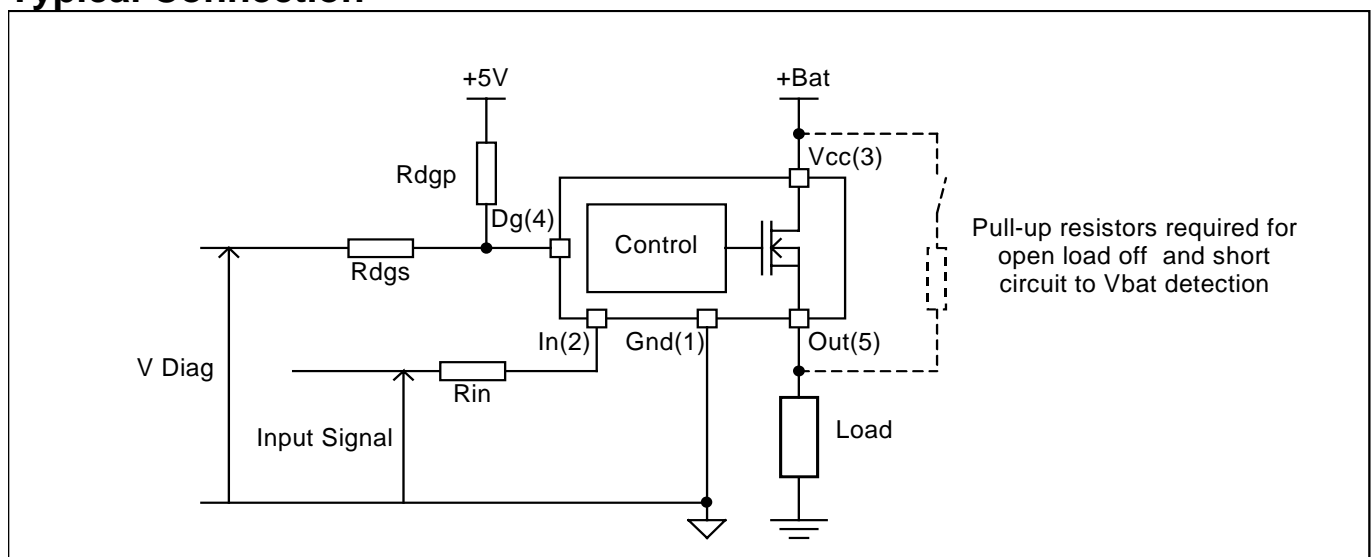 Typical Connection
+5V
+Bat
Vcc(3)
Rdgp
Dg(4)
Control
Rdgs
Pull-up resistors required for
open load off and short
circuit to Vbat detection
In(2)
Gnd(1)
Out(5)
V Diag
Rin
Input Signal
Load